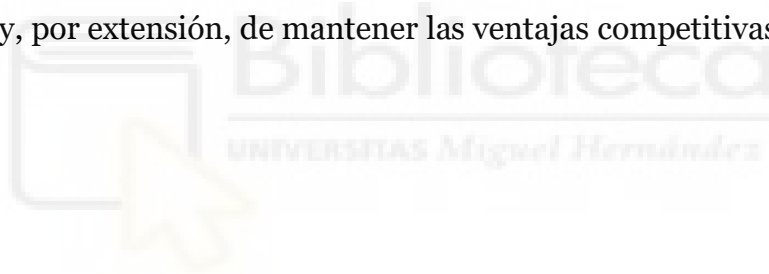 y, por extensión, de mantener las ventajas competitivas
Biblioteca
UNIVERSITAS Miguel Hernández